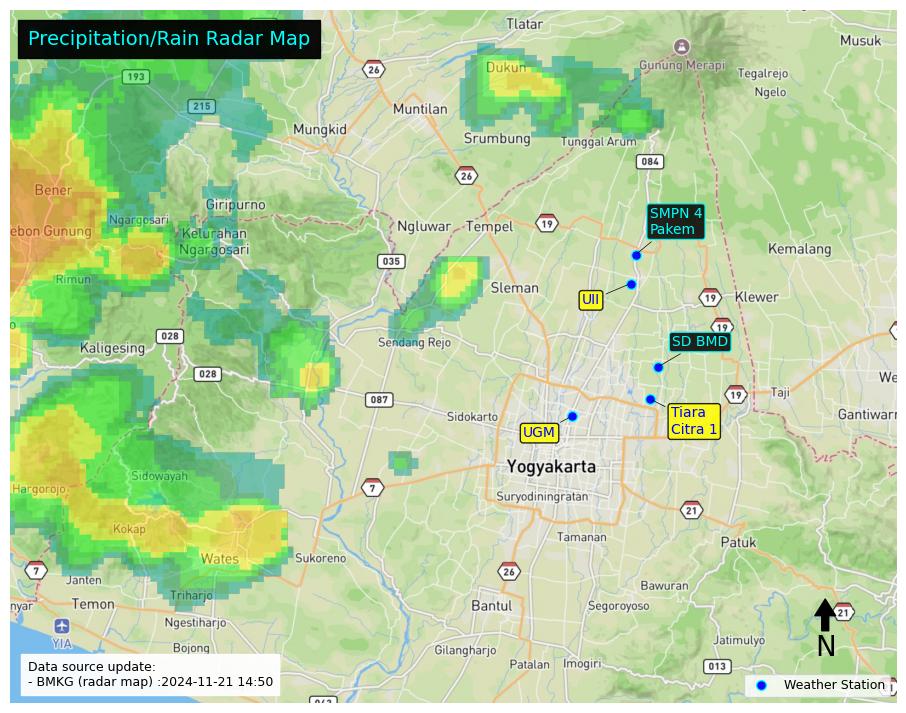 Precipitation/Rain Radar Map
Tlatar
Musuk
26
Dukun
Gunung Merapi
193
Tegalrejo
Ngelo
215
Muntilan
Mungkid
Srumbung
Tunggal Arum
084
26
Bener
Giripurno
SMPN 4
Pakem
Ngargosari
Ngluwar
Tempel
19
ebon Gunung
Kelurahan
Ngargosari
Kemalang
035
Rimun
Sleman
UII
19
Klewer
19
028
Sendang Rejo
SD BMD
Kaligesing
028
We
087
19
Taji
Sidokarto
Tiara
Citra 1
Gantiwarn
UGM
Yogyakarta
Sidowayah
7
Hargorojo
Suryodiningratan
21
Kokap
Tamanan
Patuk
Wates
Sukoreno
7
26
Janten
Bawuran
Triharjo
nyar
Temon
Bantul
Segoroyoso
21
Ngestiharjo
YIA
N
Bojong
Jatimulyo
Gilangharjo
Patalan
Imogiri
013
Data source update:
- BMKG (radar map) :2024-11-21 14:50
Weather Station